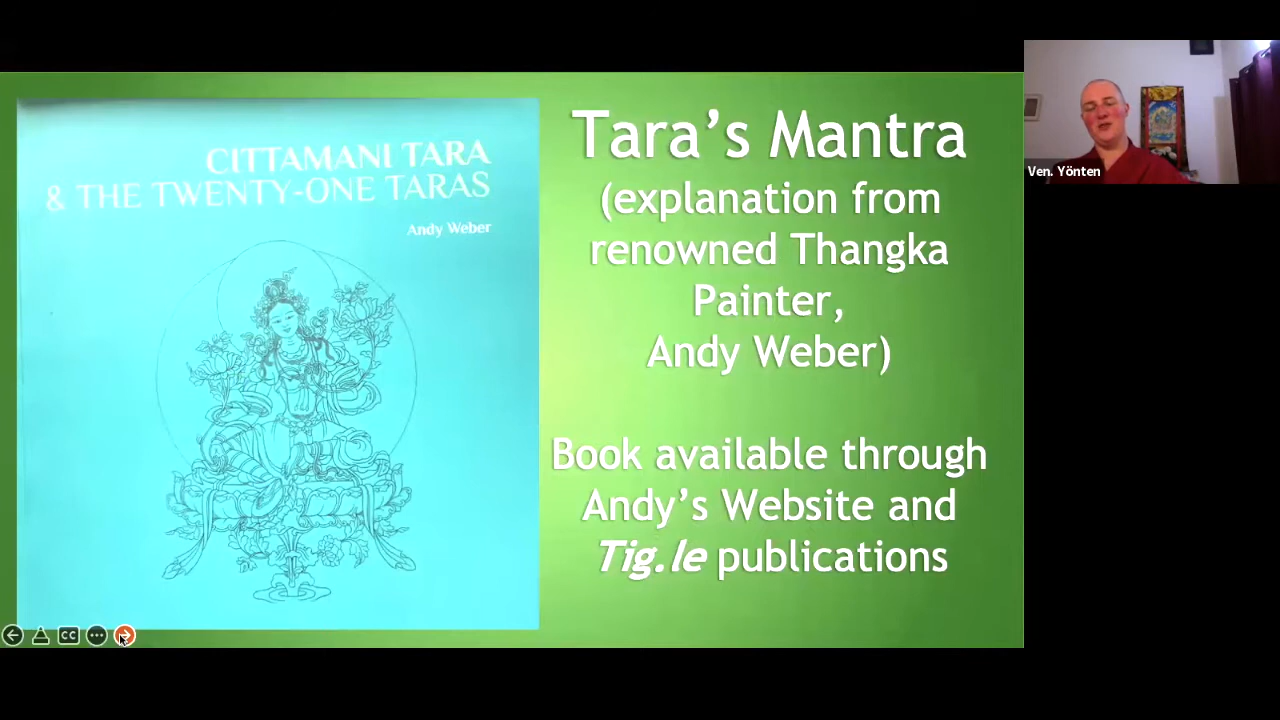 CITTAMANI TARA
& THE TWENTY-ONE TARAS
Andy Weber
Tara's Mantra
(explanation from
renowned Thangka
Painter,
Andy Weber)
Book available through
Andy's Website and
Tig.le publications
Ven. Yönten
CC